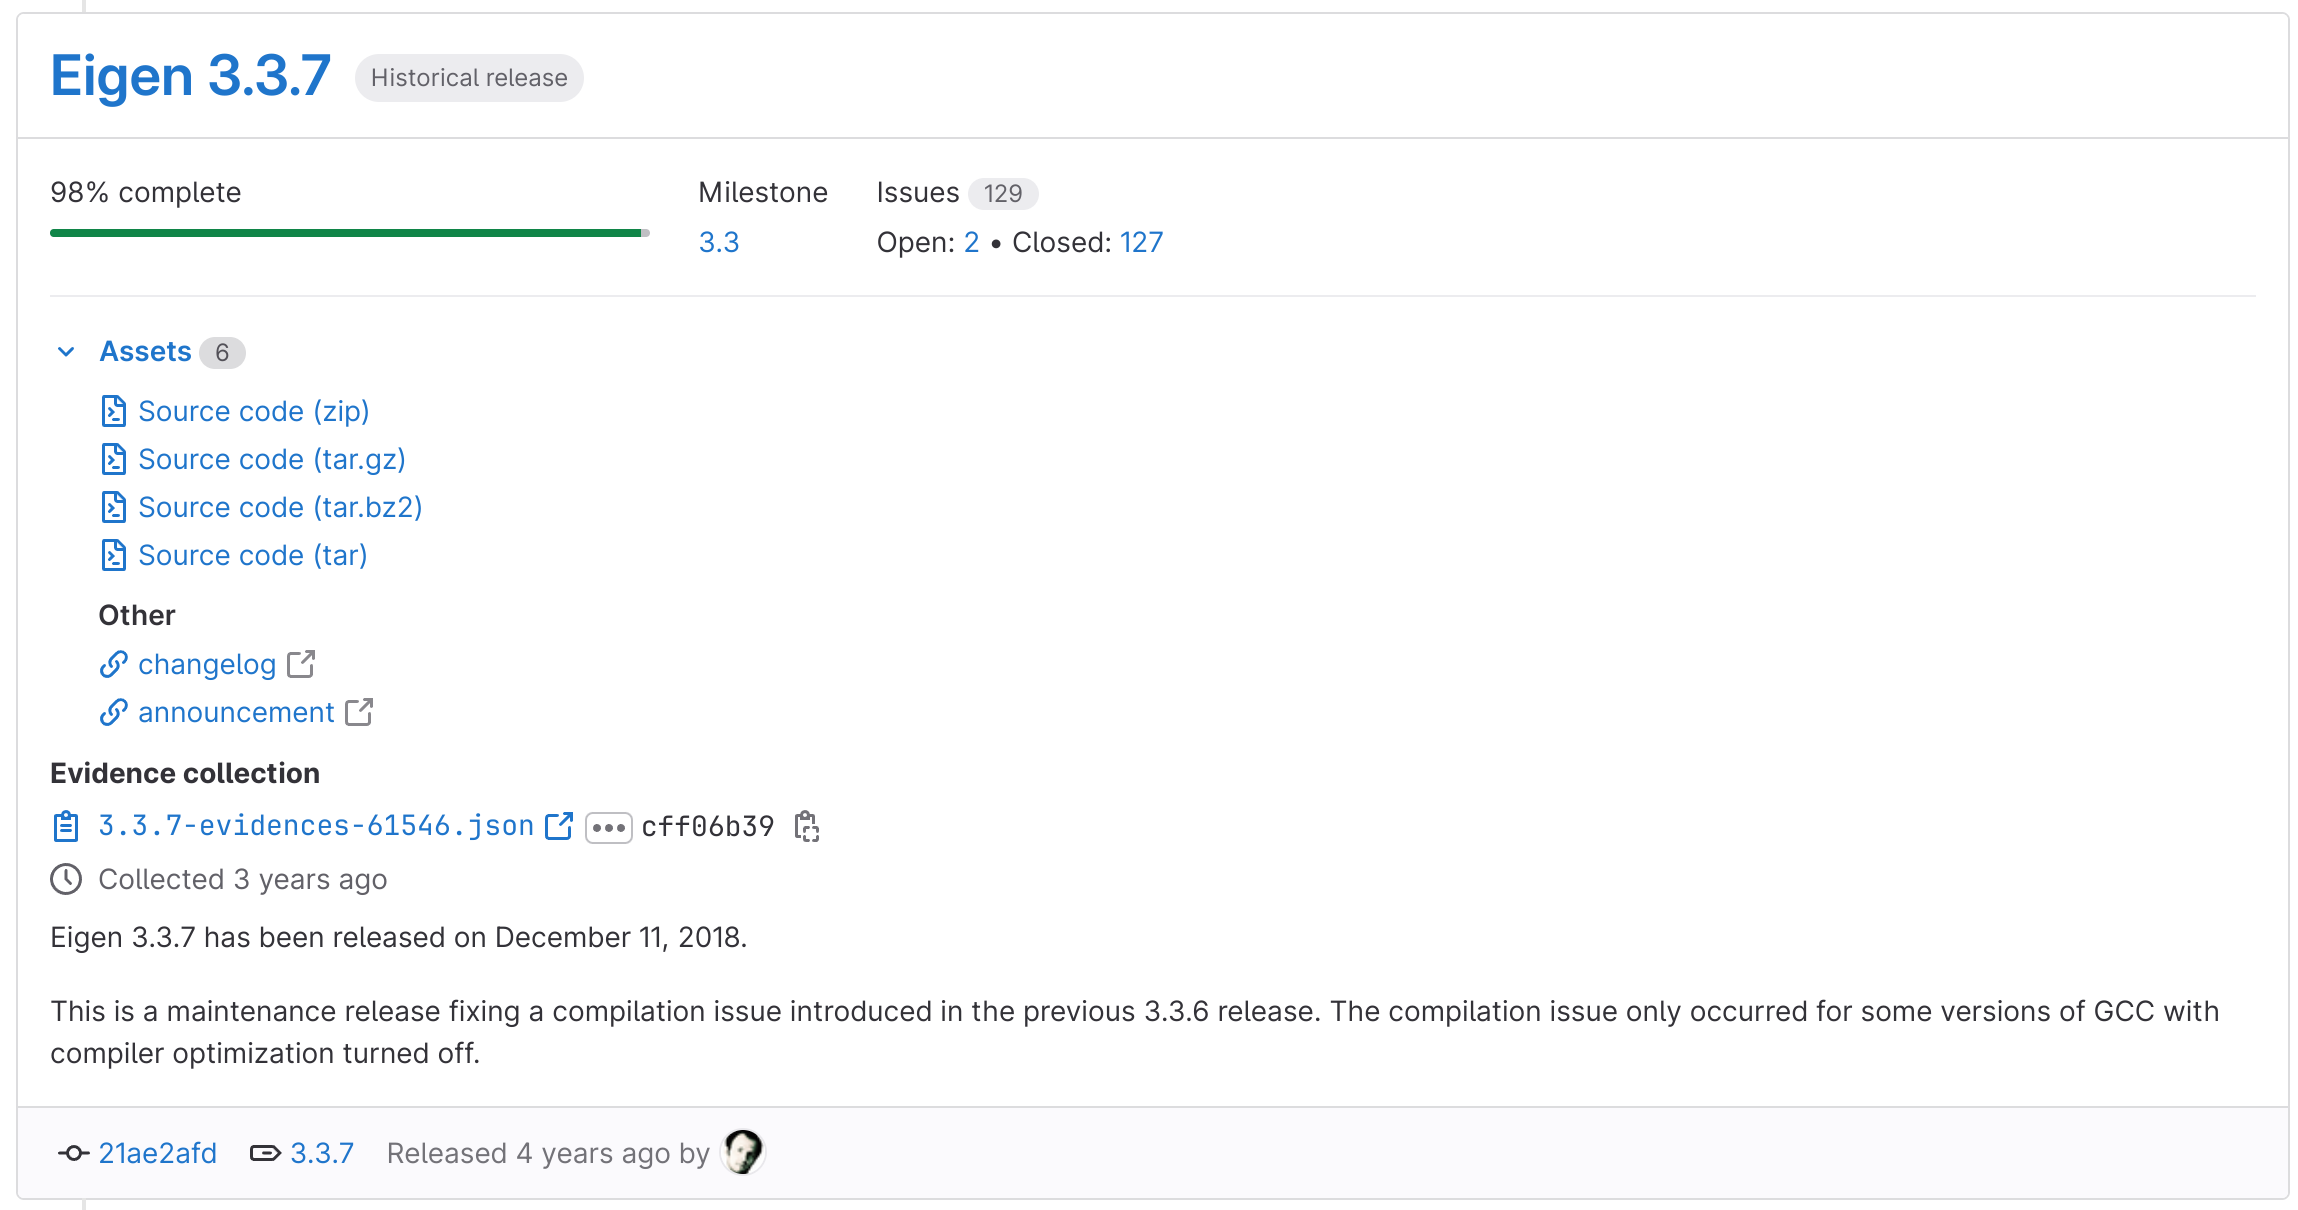 Eigen 3.3.7 Historical release
98% complete Milestone Issues 129
3.3 Open: 2 • Closed: 127
Assets 6
Source code (zip)
Source code (tar.gz)
Source code (tar.bz2)
Source code (tar)
Other
changelog
announcement
Evidence collection
3.3.7-evidences-61546.json ••• cff06b39
Collected 3 years ago
Eigen 3.3.7 has been released on December 11, 2018.
This is a maintenance release fixing a compilation issue introduced in the previous 3.3.6 release. The compilation issue only occurred for some versions of GCC with
compiler optimization turned off.
21ae2afd 3.3.7 Released 4 years ago by